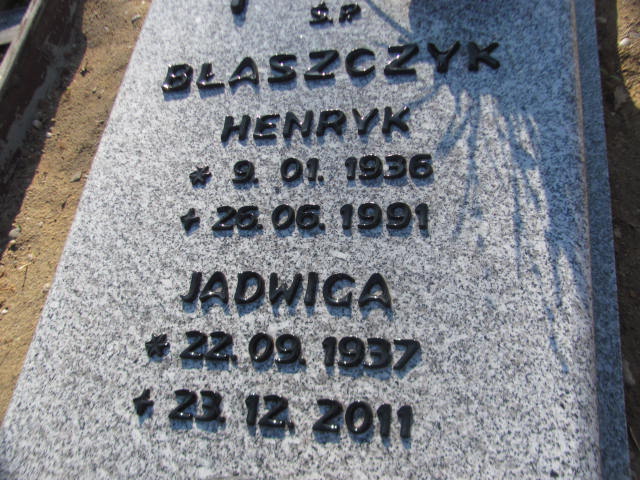 Ś.P.
BŁASZCZYK
HENRYK
* 9. 01. 1936
+ 26. 06. 1991
JADWIGA
* 22. 09. 1937
+ 23. 12. 2011